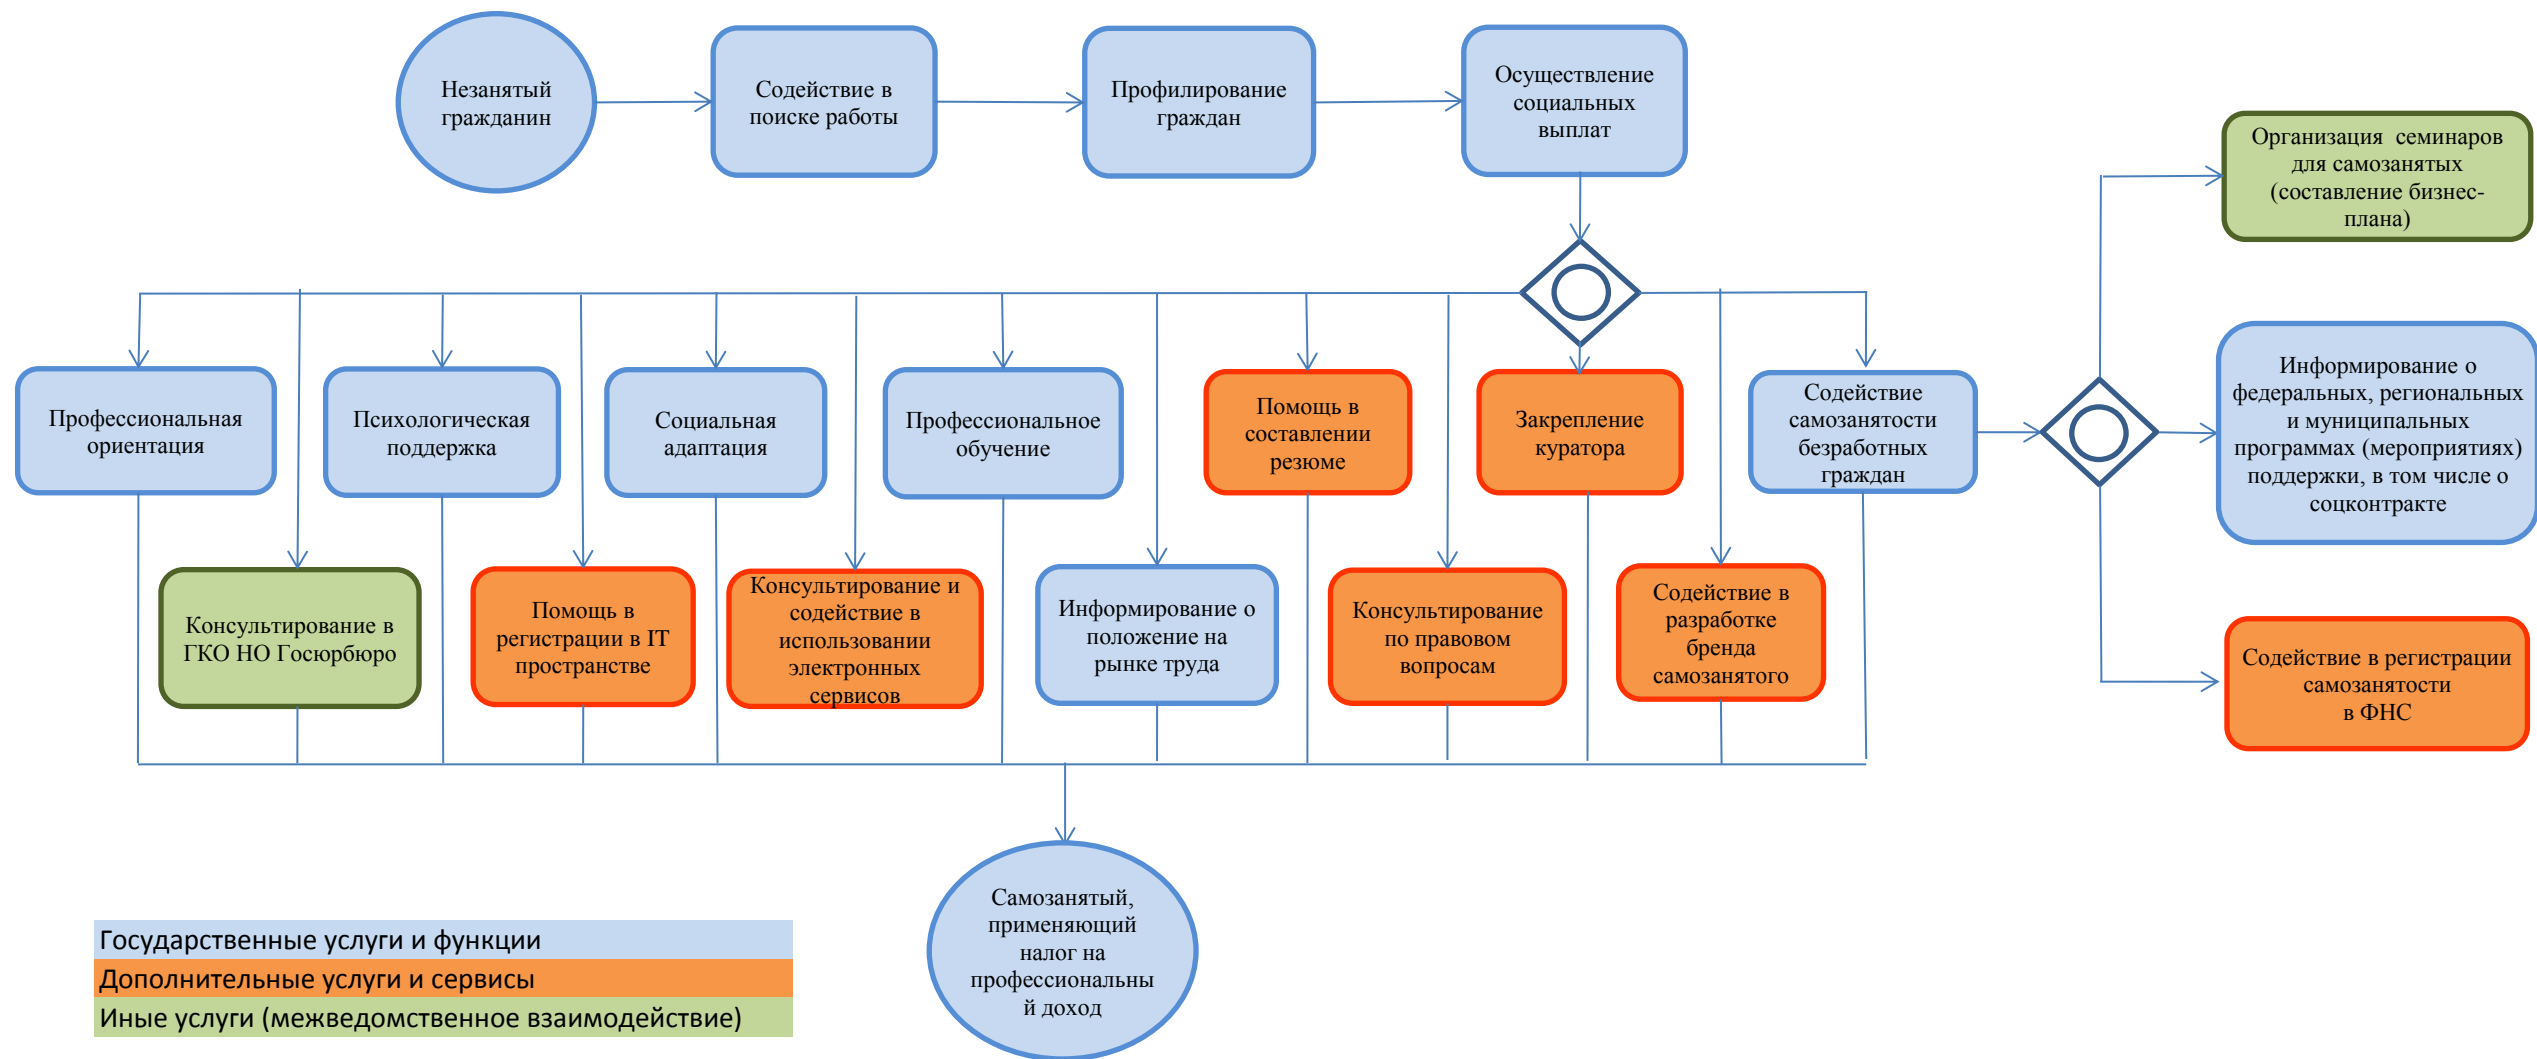 Незанятый
гражданин
Содействие в
поиске работы
Профилирование
граждан
Осуществление
социальных
выплат
Организация семинаров
для самозанятых
(составление бизнес-
плана)
Информирование о
федеральных, региональных
и муниципальных
программах (мероприятиях)
поддержки, в том числе о
соцконтракте
Содействие в регистрации
самозанятости
в ФНС
Профессиональная
ориентация
Психологическая
поддержка
Социальная
адаптация
Профессиональное
обучение
Помощь в
составлении
резюме
Закрепление
куратора
Содействие
самозанятости
безработных
граждан
Консультирование в
ГКО НО Госюрбюро
Помощь в
регистрации в IT
пространстве
Консультирование и
содействие в
использовании
электронных
сервисов
Информирование о
положение на
рынке труда
Консультирование
по правовом
вопросам
Содействие в
разработке
бренда
самозанятого
Самозанятый,
применяющий
налог на
профессиональны
й доход
Государственные услуги и функции
Дополнительные услуги и сервисы
Иные услуги (межведомственное взаимодействие)